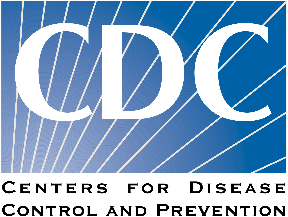 CDC
CENTERS FOR DISEASE
CONTROL AND PREVENTION